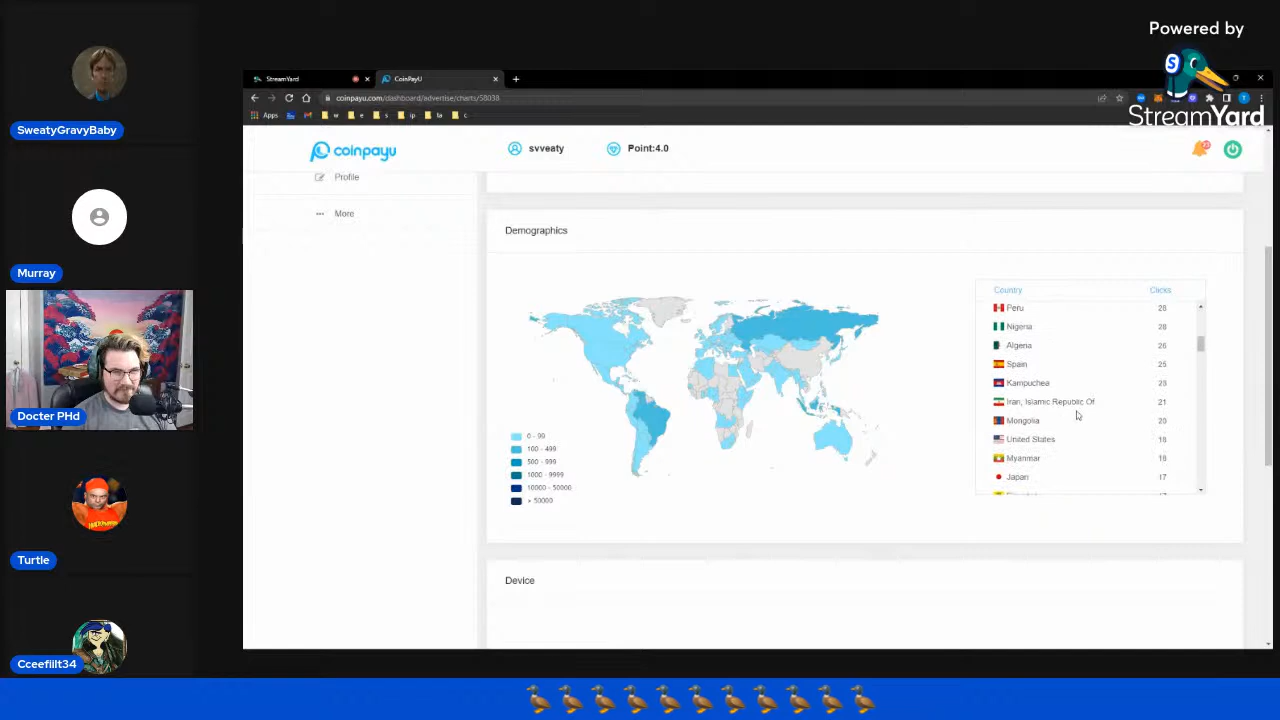 Powered by
StreamYard
SweatyGravyBaby
Murray
Docter PHd
Turtle
Cceefiilt34
StreamYard
CoinPayU
coinpayu.com/dashboard/advertise/charts/58038
Apps
w
e
s
ip
ta
c
coinpayu
svveaty
Point:4.0
Profile
More
Demographics
0 - 99
100 - 499
500 - 999
1000 - 9999
10000 - 50000
> 50000
Country Clicks
Peru 28
Nigeria 28
Algeria 26
Spain 25
Kampuchea 23
Iran, Islamic Republic Of 21
Mongolia 20
United States 18
Myanmar 18
Japan 17
Device